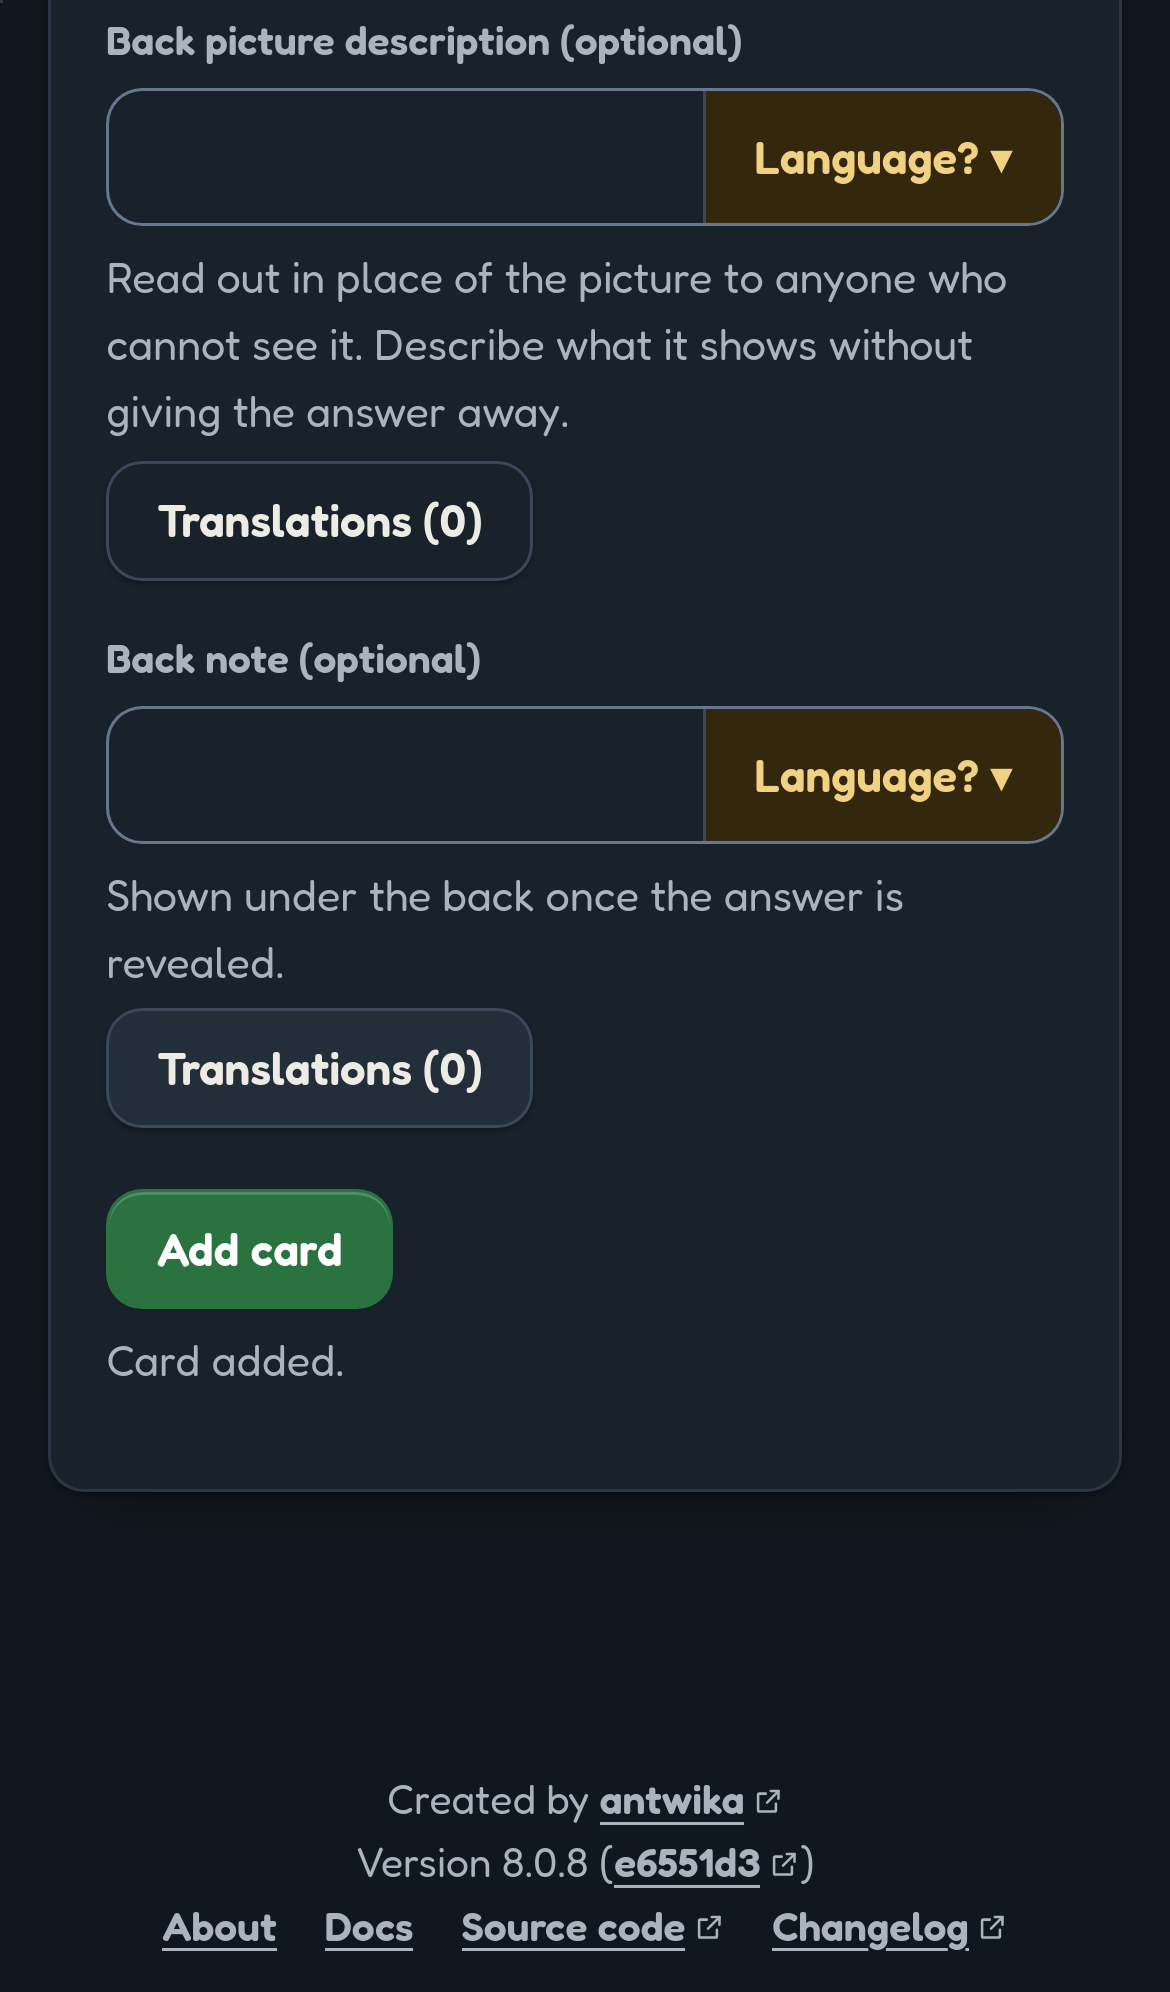 Back picture description (optional)
Language? ▼
Read out in place of the picture to anyone who
cannot see it. Describe what it shows without
giving the answer away.
Translations (0)
Back note (optional)
Language? ▼
Shown under the back once the answer is
revealed.
Translations (0)
Add card
Card added.
Created by antwika
Version 8.0.8 (e6551d3)
About Docs Source code Changelog